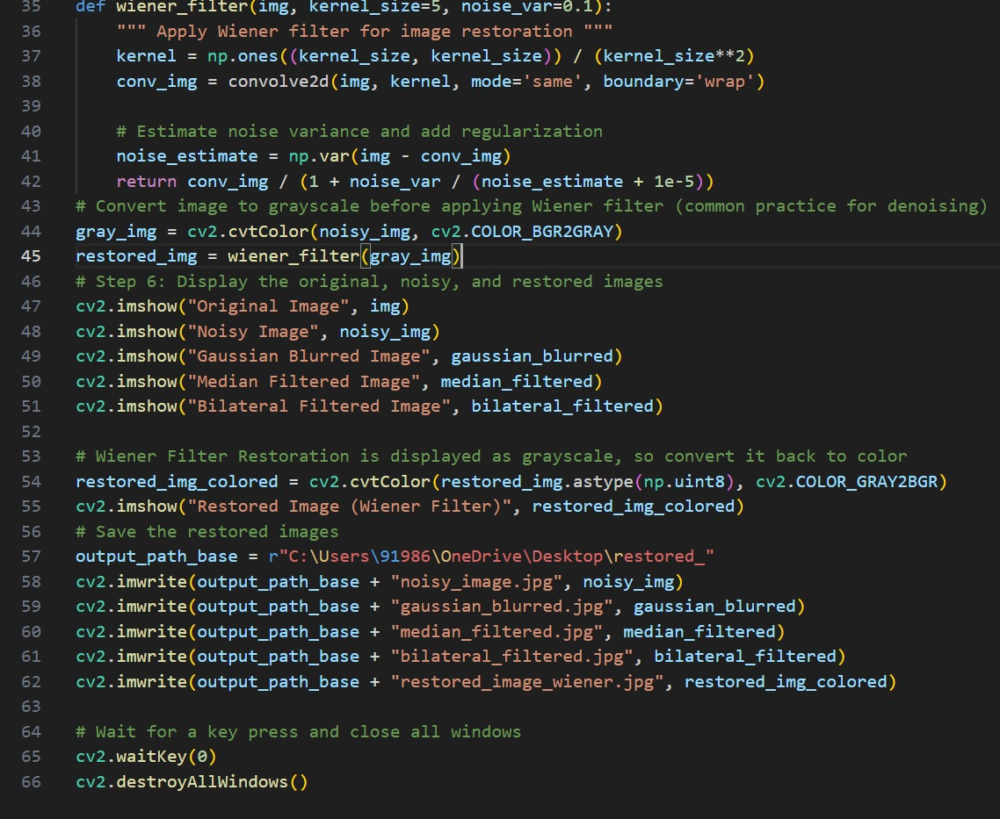 35 def wiener_filter(img, kernel_size=5, noise_var=0.1):
36     """ Apply Wiener filter for image restoration """
37     kernel = np.ones((kernel_size, kernel_size)) / (kernel_size**2)
38     conv_img = convolve2d(img, kernel, mode='same', boundary='wrap')
39
40     # Estimate noise variance and add regularization
41     noise_estimate = np.var(img - conv_img)
42     return conv_img / (1 + noise_var / (noise_estimate + 1e-5))
43 # Convert image to grayscale before applying Wiener filter (common practice for denoising)
44 gray_img = cv2.cvtColor(noisy_img, cv2.COLOR_BGR2GRAY)
45 restored_img = wiener_filter(gray_img)
46 # Step 6: Display the original, noisy, and restored images
47 cv2.imshow("Original Image", img)
48 cv2.imshow("Noisy Image", noisy_img)
49 cv2.imshow("Gaussian Blurred Image", gaussian_blurred)
50 cv2.imshow("Median Filtered Image", median_filtered)
51 cv2.imshow("Bilateral Filtered Image", bilateral_filtered)
52
53 # Wiener Filter Restoration is displayed as grayscale, so convert it back to color
54 restored_img_colored = cv2.cvtColor(restored_img.astype(np.uint8), cv2.COLOR_GRAY2BGR)
55 cv2.imshow("Restored Image (Wiener Filter)", restored_img_colored)
56 # Save the restored images
57 output_path_base = r"C:\Users\91986\OneDrive\Desktop\restored_"
58 cv2.imwrite(output_path_base + "noisy_image.jpg", noisy_img)
59 cv2.imwrite(output_path_base + "gaussian_blurred.jpg", gaussian_blurred)
60 cv2.imwrite(output_path_base + "median_filtered.jpg", median_filtered)
61 cv2.imwrite(output_path_base + "bilateral_filtered.jpg", bilateral_filtered)
62 cv2.imwrite(output_path_base + "restored_image_wiener.jpg", restored_img_colored)
63
64 # Wait for a key press and close all windows
65 cv2.waitKey(0)
66 cv2.destroyAllWindows()